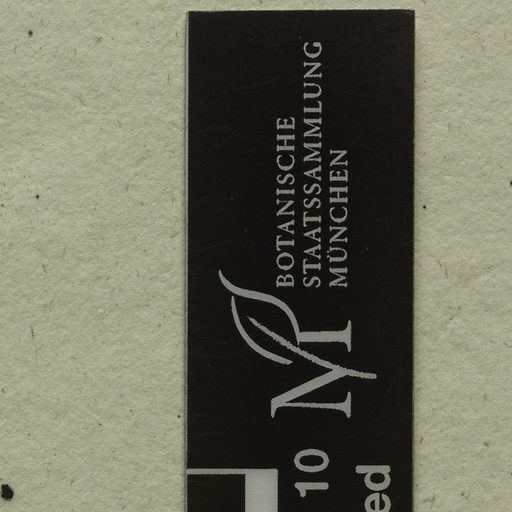 BOTANISCHE
STAATSSAMMLUNG
MÜNCHEN
M
10
ed